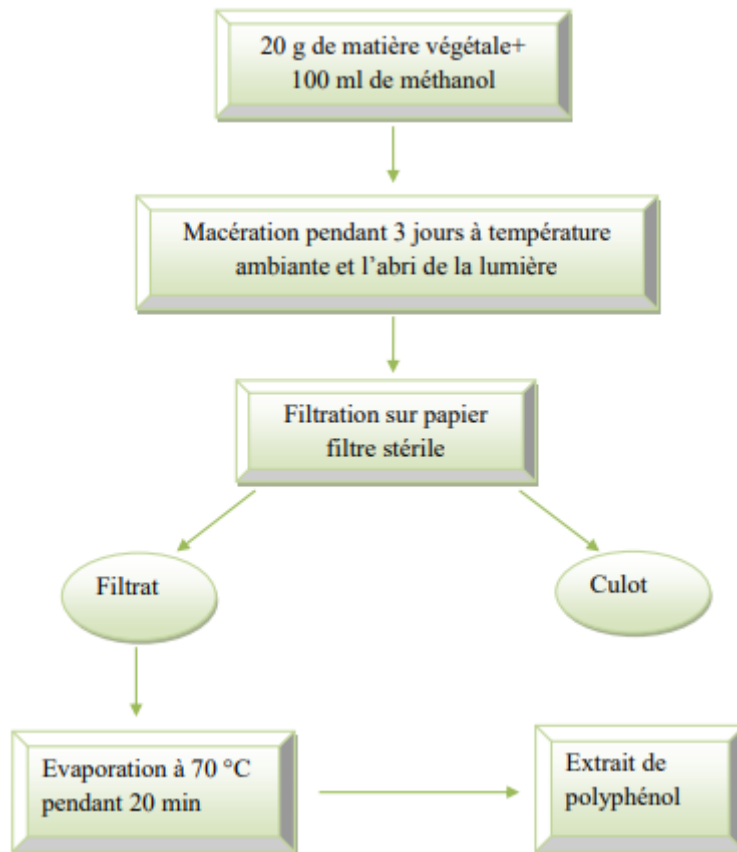 20 g de matière végétale+
100 ml de méthanol
Macération pendant 3 jours à température
ambiante et l'abri de la lumière
Filtration sur papier
filtre stérile
Filtrat
Culot
Evaporation à 70 °C
pendant 20 min
Extrait de
polyphénol